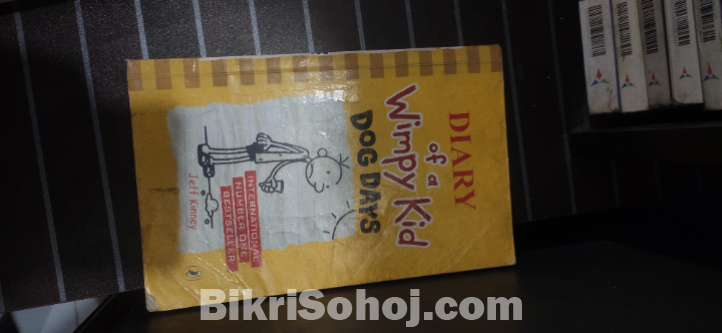 DIARY
of a
Wimpy Kid
DOG DAYS
INTERNATIONAL
NUMBER ONE
BESTSELLER
Jeff Kinney
BikriSohoj.com